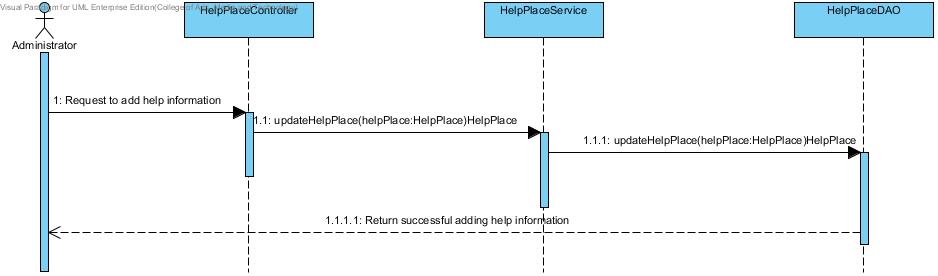 Visual Paradigm for UML Enterprise Edition(College of
HelpPlaceController
HelpPlaceService
HelpPlaceDAO
Administrator
1: Request to add help information
1.1: updateHelpPlace(helpPlace:HelpPlace)HelpPlace
1.1.1: updateHelpPlace(helpPlace:HelpPlace)HelpPlace
1.1.1.1: Return successful adding help information